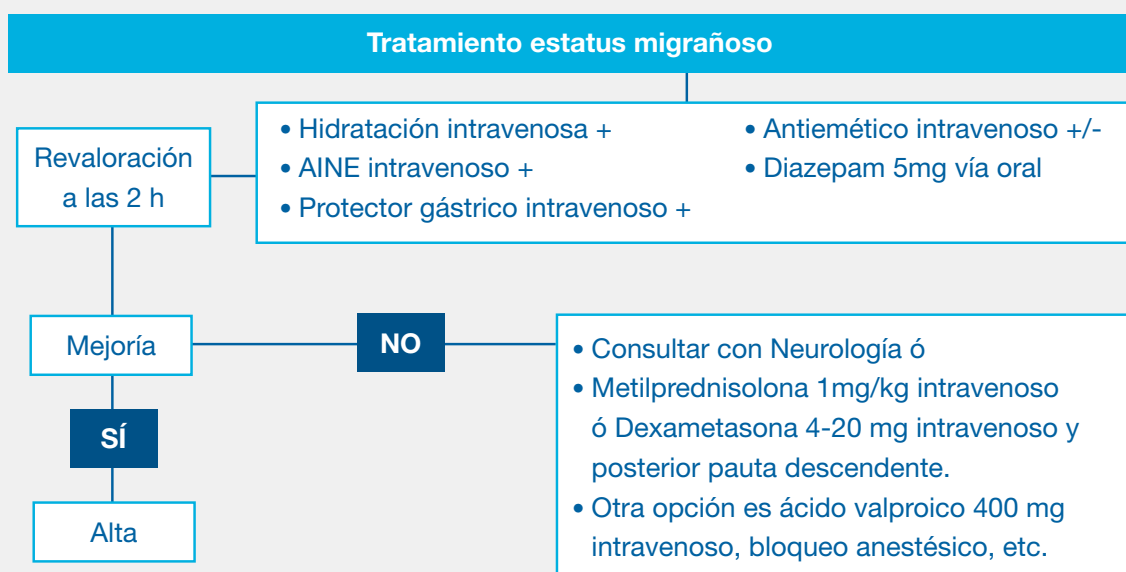 Tratamiento estatus migrañoso
• Hidratación intravenosa +
• AINE intravenoso +
• Protector gástrico intravenoso +
• Antiemético intravenoso +/-
• Diazepam 5mg vía oral
Revaloración
a las 2 h
Mejoría
NO
• Consultar con Neurología ó
• Metilprednisolona 1mg/kg intravenoso
ó Dexametasona 4-20 mg intravenoso y
posterior pauta descendente.
• Otra opción es ácido valproico 400 mg
intravenoso, bloqueo anestésico, etc.
SÍ
Alta